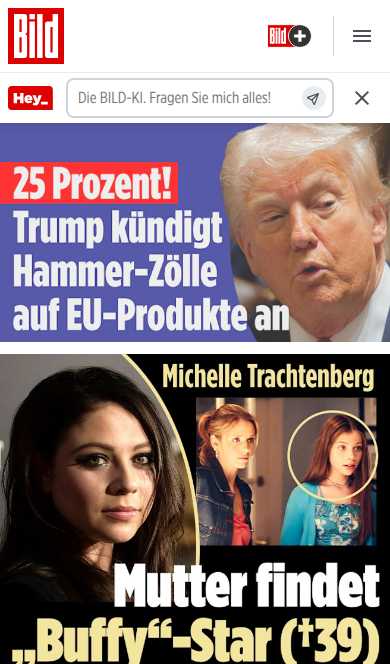 Bild
Bild+
Hey_
Die BILD-KI. Fragen Sie mich alles!
25 Prozent!
Trump kündigt
Hammer-Zölle
auf EU-Produkte an
Michelle Trachtenberg
Mutter findet
„Buffy“-Star (†39)